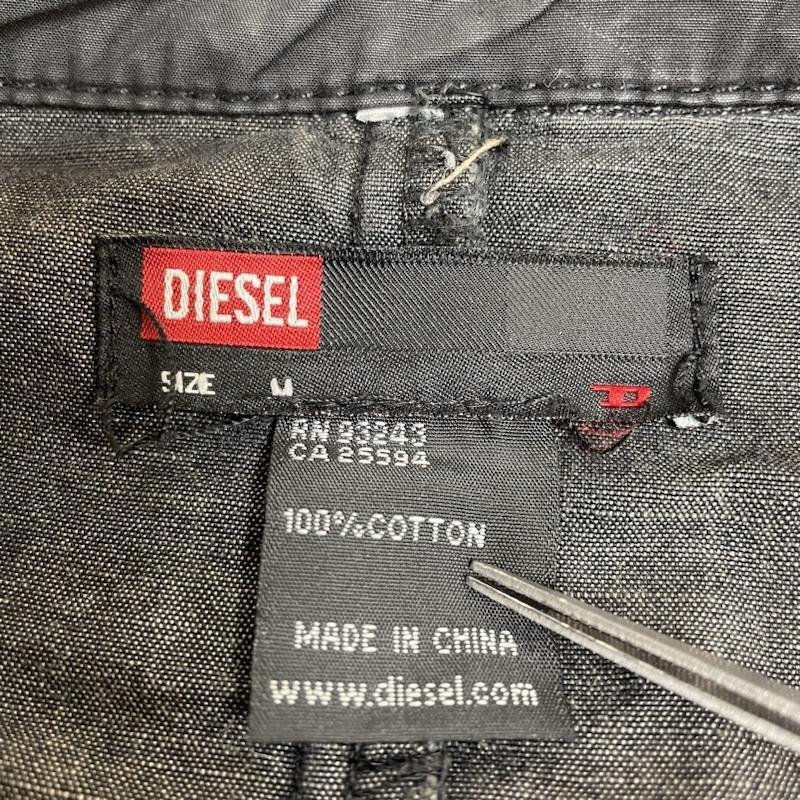 DIESEL
SIZE M
D
RN 93243
CA 25594
100% COTTON
MADE IN CHINA
www.diesel.com